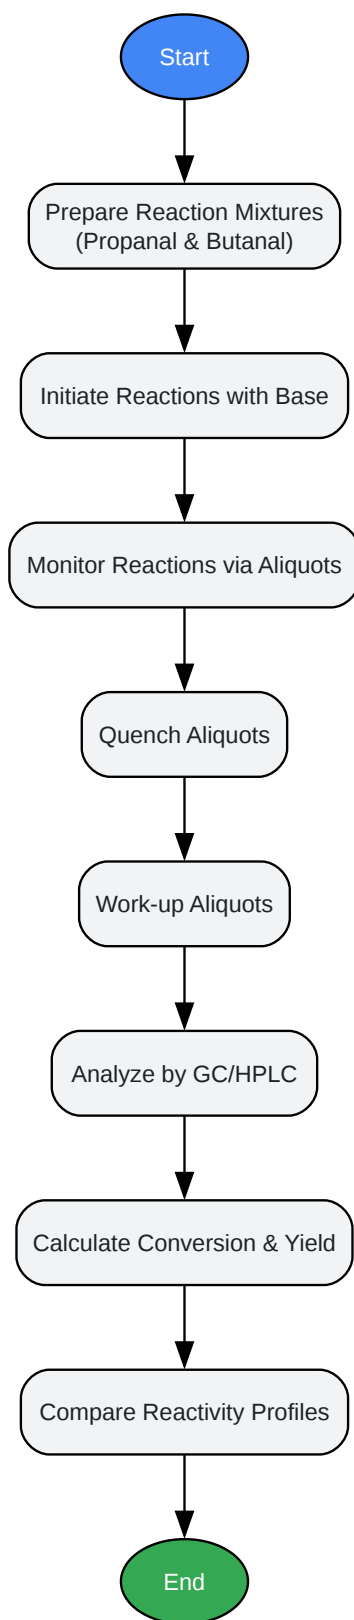 Start
Prepare Reaction Mixtures
(Propanal & Butanal)
Initiate Reactions with Base
Monitor Reactions via Aliquots
Quench Aliquots
Work-up Aliquots
Analyze by GC/HPLC
Calculate Conversion & Yield
Compare Reactivity Profiles
End